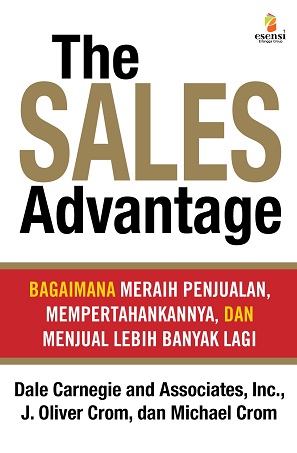 esensi
Erlangga Group
The
SALES
Advantage
BAGAIMANA MERAIH PENJUALAN,
MEMPERTAHANKANNYA, DAN
MENJUAL LEBIH BANYAK LAGI
Dale Carnegie and Associates, Inc.,
J. Oliver Crom, dan Michael Crom